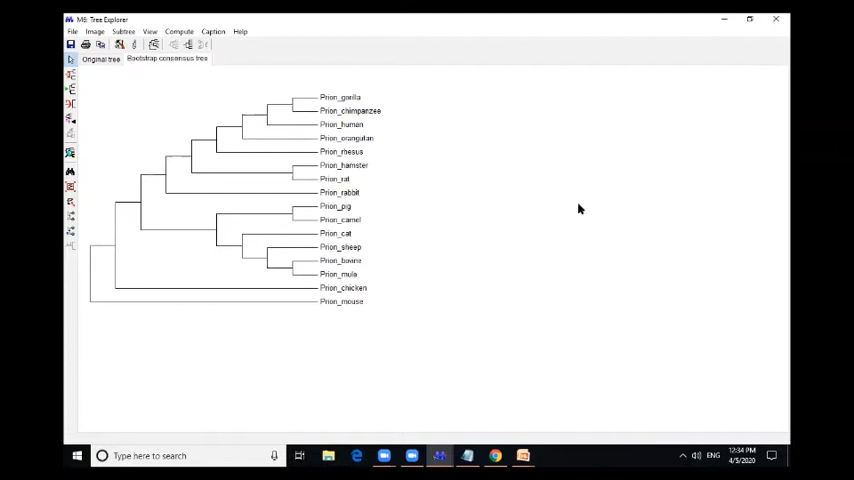 M6: Tree Explorer
File Image Subtree View Compute Caption Help
Original tree Bootstrap consensus tree
Prion_gorilla
Prion_chimpanzee
Prion_human
Prion_orangutan
Prion_rhesus
Prion_hamster
Prion_rat
Prion_rabbit
Prion_pig
Prion_camel
Prion_cat
Prion_sheep
Prion_bovine
Prion_mule
Prion_chicken
Prion_mouse
Type here to search
ENG
12:34 PM
4/5/2020